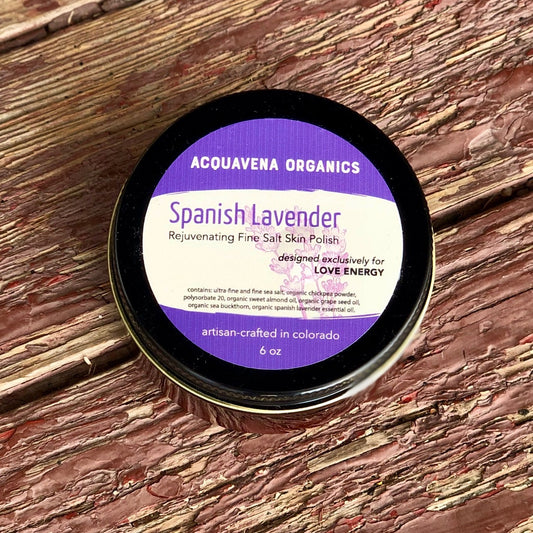 ACQUAVENA ORGANICS
Spanish Lavender
Rejuvenating Fine Salt Skin Polish
designed exclusively for
LOVE ENERGY
contains: ultra fine and fine sea salt, organic chickpea powder,
polysorbate 20, organic sweet almond oil, organic grape seed oil,
organic sea buckthorn, organic spanish lavender essential oil.
artisan-crafted in colorado
6 oz